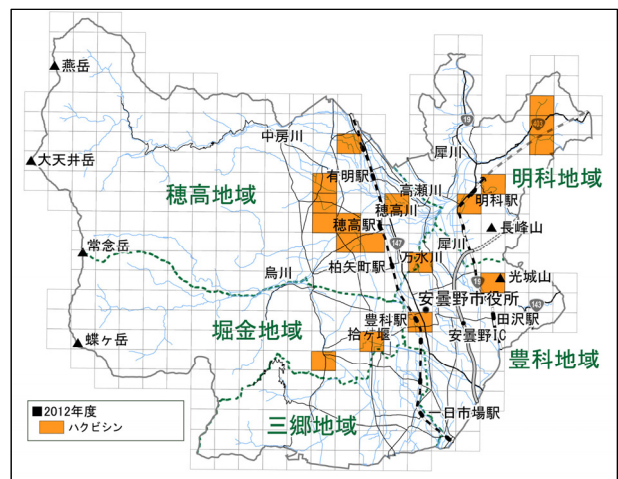 ▲燕岳
19
403
中房川
犀川
大天井岳
有明駅
高瀬川
明科地域
穂高地域
穂高川
明科駅
穂高駅
▲長峰山
147
犀川
常念岳
万水川
柏矢町駅
烏川
19
光城山
安曇野市役所
143
堀金地域
豊科駅
田沢駅
蝶ヶ岳
拾ヶ堰
安曇野IC
豊科地域
■2012年度
ハクビシン
三郷地域
一日市場駅